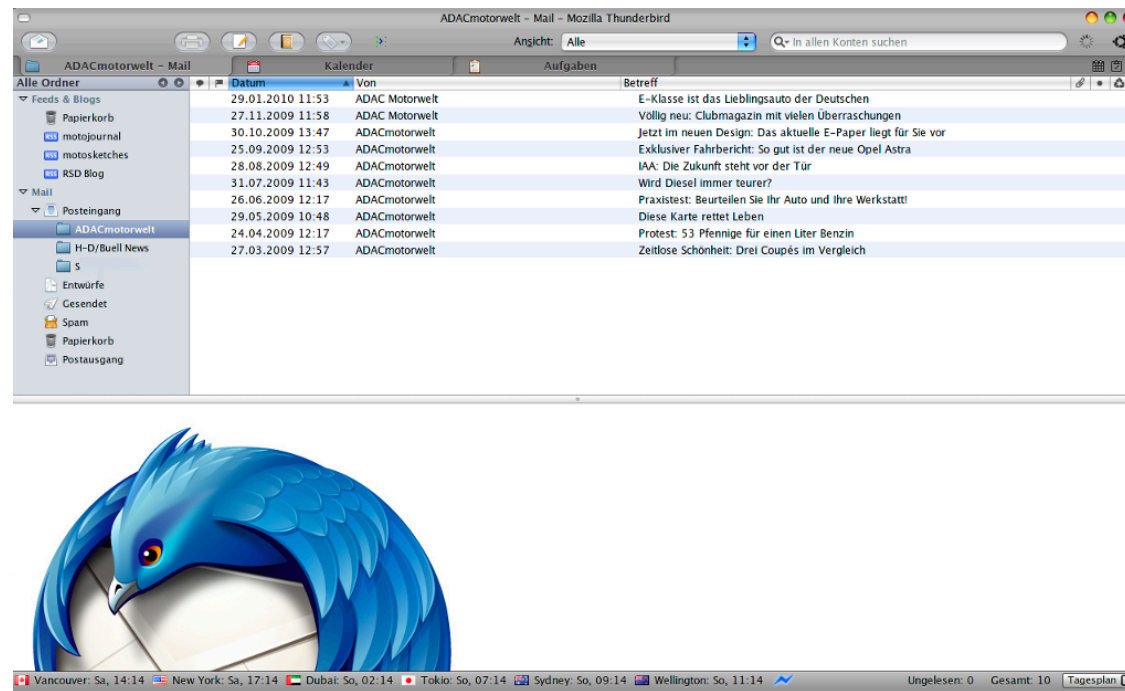 ADACmotorwelt – Mail – Mozilla Thunderbird
Ansicht: Alle In allen Konten suchen
ADACmotorwelt – Mail Kalender Aufgaben
Alle Ordner Datum Von Betreff
Feeds & Blogs
Papierkorb
RSS motojournal
RSS motosketches
RSS RSD Blog
Mail
Posteingang
ADACmotorwelt
H-D/Buell News
S
Entwürfe
Gesendet
Spam
Papierkorb
Postausgang
29.01.2010 11:53 ADAC Motorwelt E-Klasse ist das Lieblingsauto der Deutschen
27.11.2009 11:58 ADAC Motorwelt Völlig neu: Clubmagazin mit vielen Überraschungen
30.10.2009 13:47 ADACmotorwelt Jetzt im neuen Design: Das aktuelle E-Paper liegt für Sie vor
25.09.2009 12:53 ADACmotorwelt Exklusiver Fahrbericht: So gut ist der neue Opel Astra
28.08.2009 12:49 ADACmotorwelt IAA: Die Zukunft steht vor der Tür
31.07.2009 11:43 ADACmotorwelt Wird Diesel immer teurer?
26.06.2009 12:17 ADACmotorwelt Praxistest: Beurteilen Sie Ihr Auto und Ihre Werkstatt!
29.05.2009 10:48 ADACmotorwelt Diese Karte rettet Leben
24.04.2009 12:17 ADACmotorwelt Protest: 53 Pfennige für einen Liter Benzin
27.03.2009 12:57 ADACmotorwelt Zeitlose Schönheit: Drei Coupés im Vergleich
Vancouver: Sa, 14:14 New York: Sa, 17:14 Dubai: So, 02:14 Tokio: So, 07:14 Sydney: So, 09:14 Wellington: So, 11:14 Ungelesen: 0 Gesamt: 10 Tagesplan